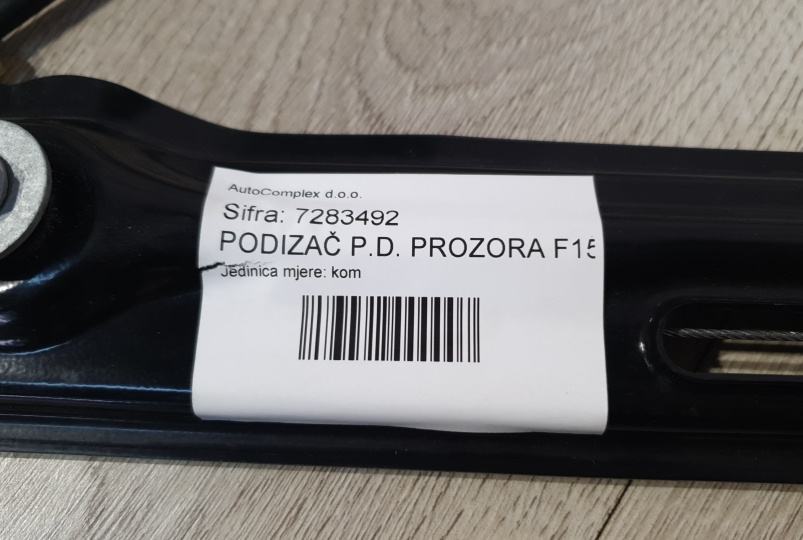 AutoComplex d.o.o.
Sifra: 7283492
PODIZAČ P.D. PROZORA F15
Jedinica mjere: kom